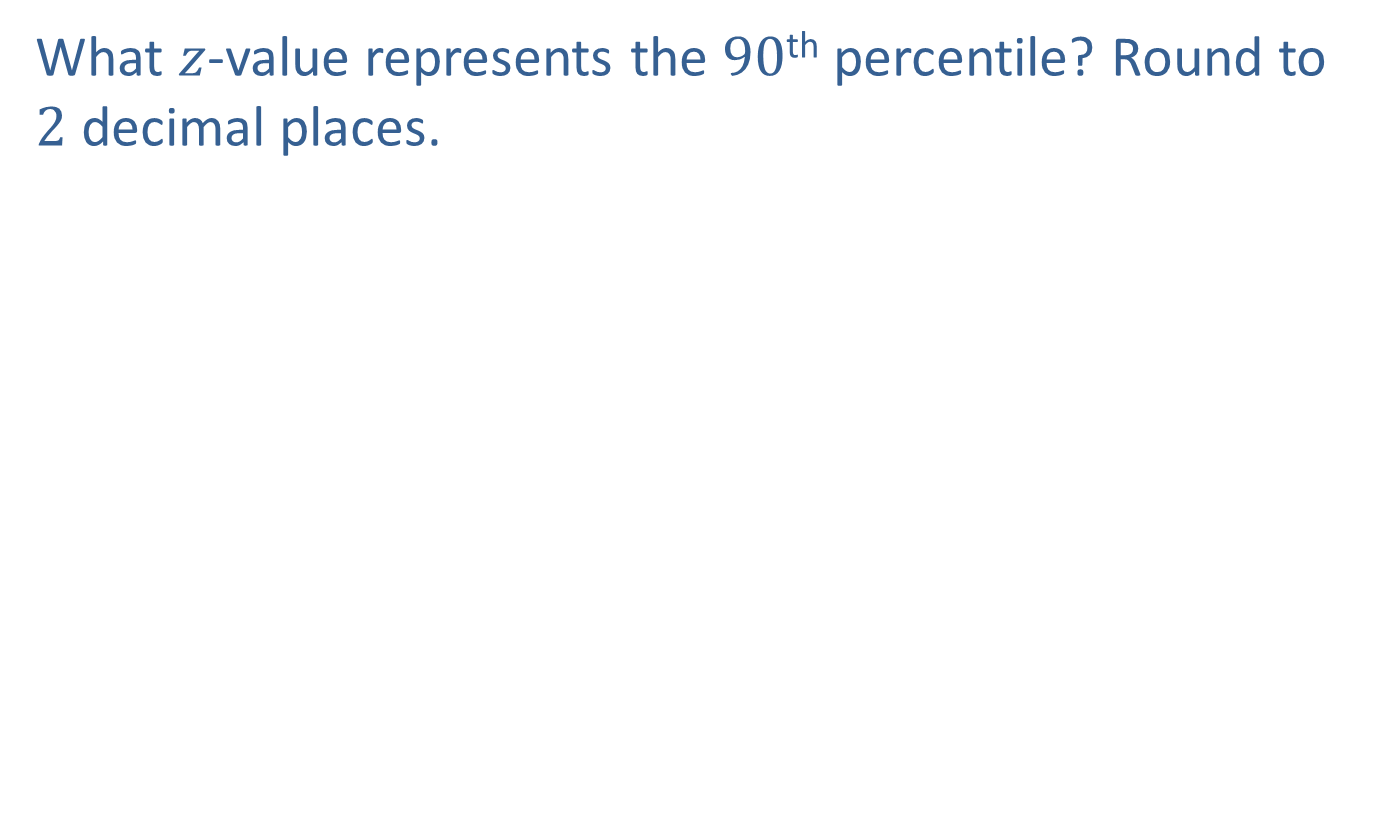 What z-value represents the 90th percentile? Round to
2 decimal places.